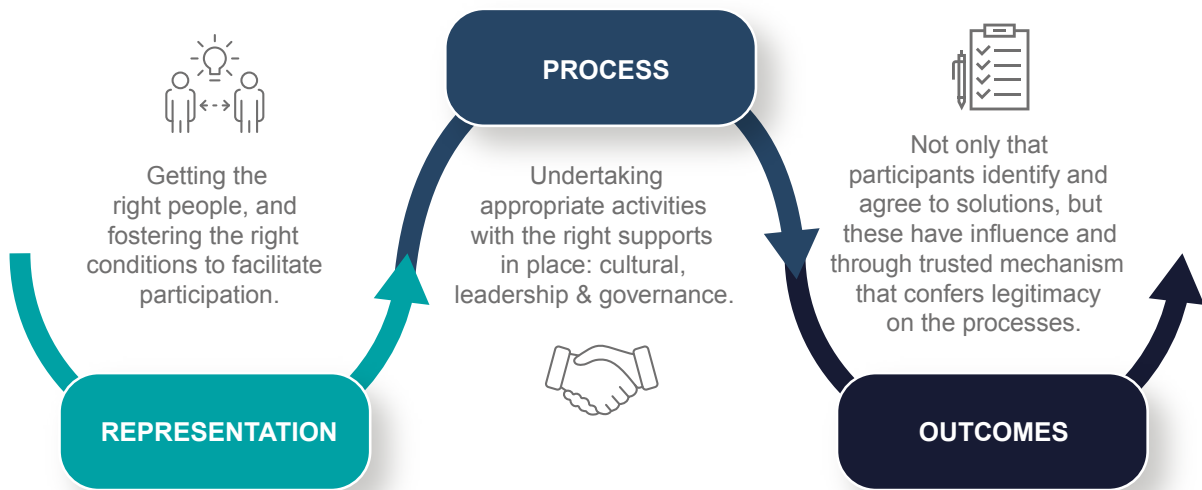 Getting the
right people, and
fostering the right
conditions to facilitate
participation.
REPRESENTATION
PROCESS
Undertaking
appropriate activities
with the right supports
in place: cultural,
leadership & governance.
Not only that
participants identify and
agree to solutions, but
these have influence and
through trusted mechanism
that confers legitimacy
on the processes.
OUTCOMES